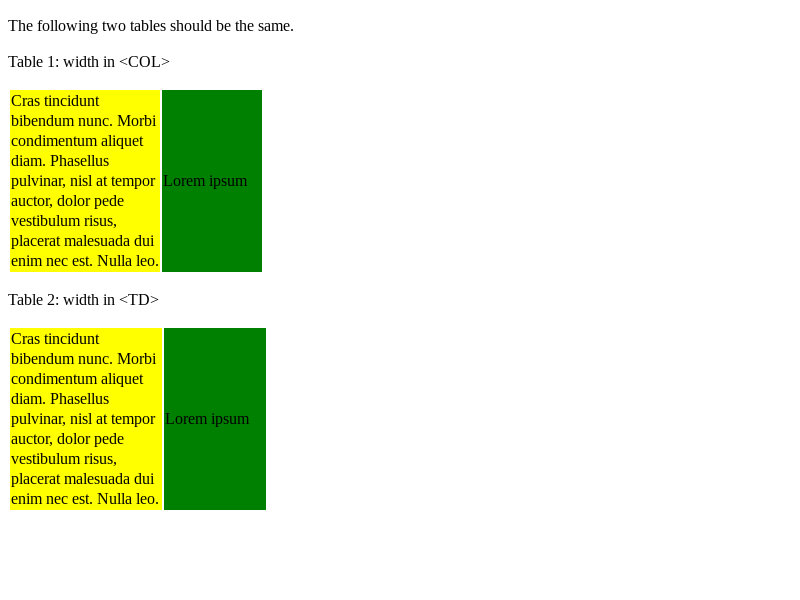 The following two tables should be the same.
Table 1: width in <COL>
Cras tincidunt
bibendum nunc. Morbi
condimentum aliquet
diam. Phasellus
pulvinar, nisl at tempor
auctor, dolor pede
vestibulum risus,
placerat malesuada dui
enim nec est. Nulla leo.
Lorem ipsum
Table 2: width in <TD>
Cras tincidunt
bibendum nunc. Morbi
condimentum aliquet
diam. Phasellus
pulvinar, nisl at tempor
auctor, dolor pede
vestibulum risus,
placerat malesuada dui
enim nec est. Nulla leo.
Lorem ipsum